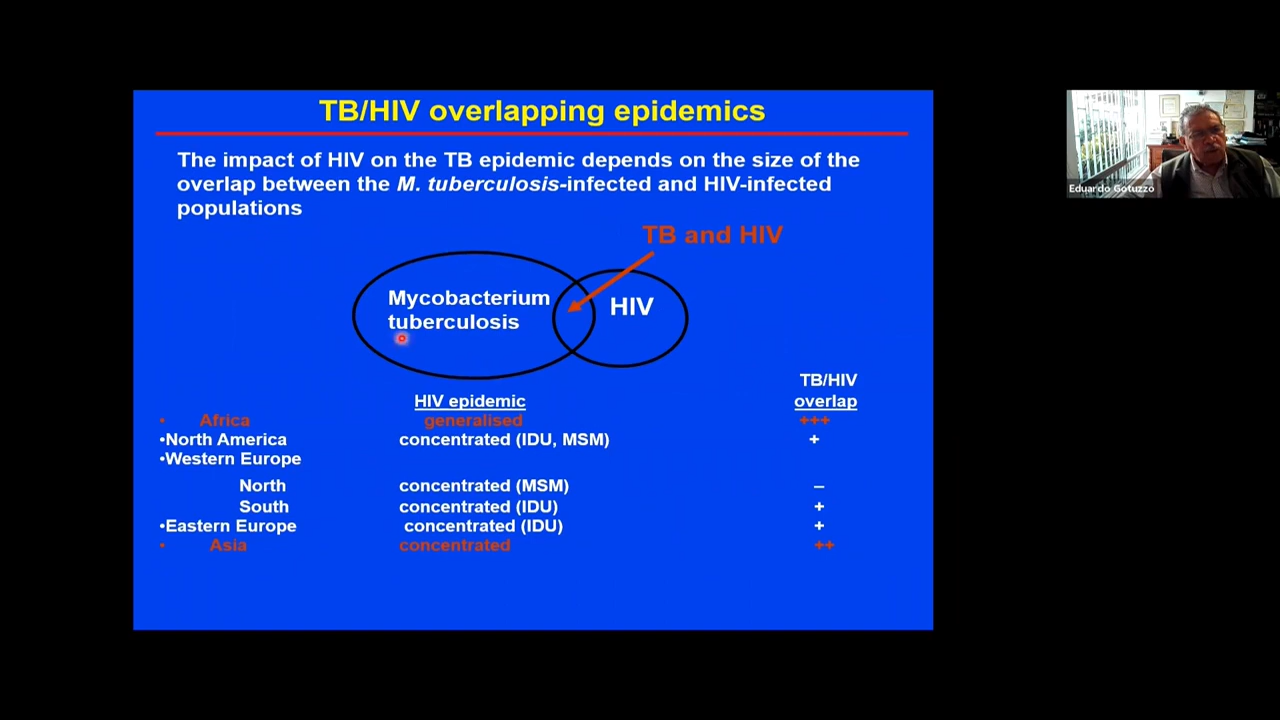 TB/HIV overlapping epidemics
The impact of HIV on the TB epidemic depends on the size of the
overlap between the M. tuberculosis-infected and HIV-infected
populations
TB and HIV
Mycobacterium
tuberculosis
HIV
TB/HIV
HIV epidemic overlap
• Africa generalised +++
•North America concentrated (IDU, MSM) +
•Western Europe
North concentrated (MSM) –
South concentrated (IDU) +
•Eastern Europe concentrated (IDU) +
• Asia concentrated ++
Eduardo Gotuzzo